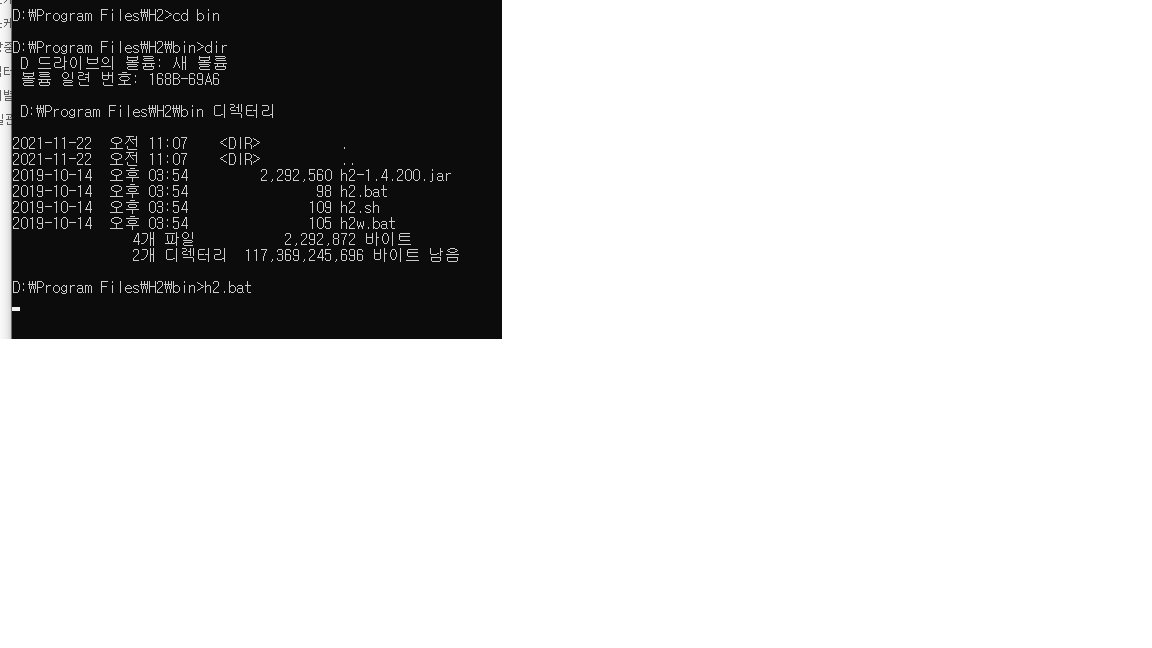 D:₩Program Files₩H2>cd bin
D:₩Program Files₩H2₩bin>dir
D 드라이브의 볼륨: 새 볼륨
볼륨 일련 번호: 168B-69A6
D:₩Program Files₩H2₩bin 디렉터리
2021-11-22 오전 11:07 <DIR> .
2021-11-22 오전 11:07 <DIR> ..
2019-10-14 오후 03:54 2,292,560 h2-1.4.200.jar
2019-10-14 오후 03:54 98 h2.bat
2019-10-14 오후 03:54 109 h2.sh
2019-10-14 오후 03:54 105 h2w.bat
4개 파일 2,292,872 바이트
2개 디렉터리 117,369,245,696 바이트 남음
D:₩Program Files₩H2₩bin>h2.bat